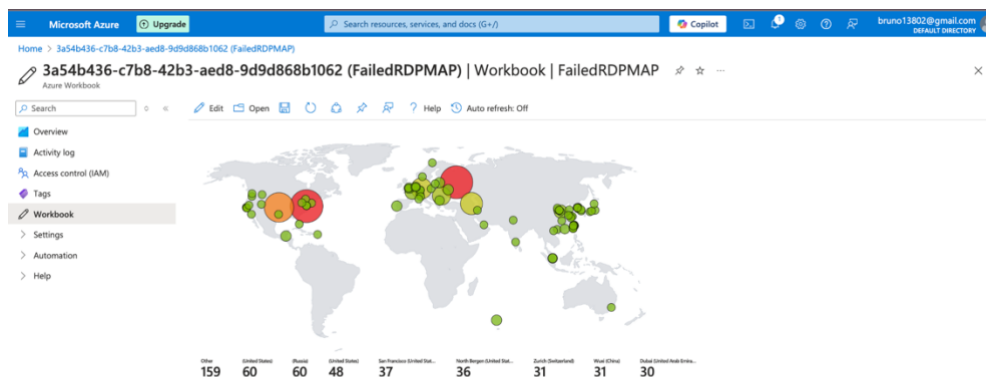 Microsoft Azure
Upgrade
Search resources, services, and docs (G+/)
Copilot
1
bruno13802@gmail.com
DEFAULT DIRECTORY
Home > 3a54b436-c7b8-42b3-aed8-9d9d868b1062 (FailedRDPMAP)
3a54b436-c7b8-42b3-aed8-9d9d868b1062 (FailedRDPMAP) | Workbook | FailedRDPMAP
Azure Workbook
Search
Edit Open Help Auto refresh: Off
Overview
Activity log
Access control (IAM)
Tags
Workbook
Settings
Automation
Help
Other (United States) (Russia) (United States) San Francisco (United Stat... North Bergen (United Stat... Zurich (Switzerland) Wuxi (China) Dubai (United Arab Emira...
159 60 60 48 37 36 31 31 30